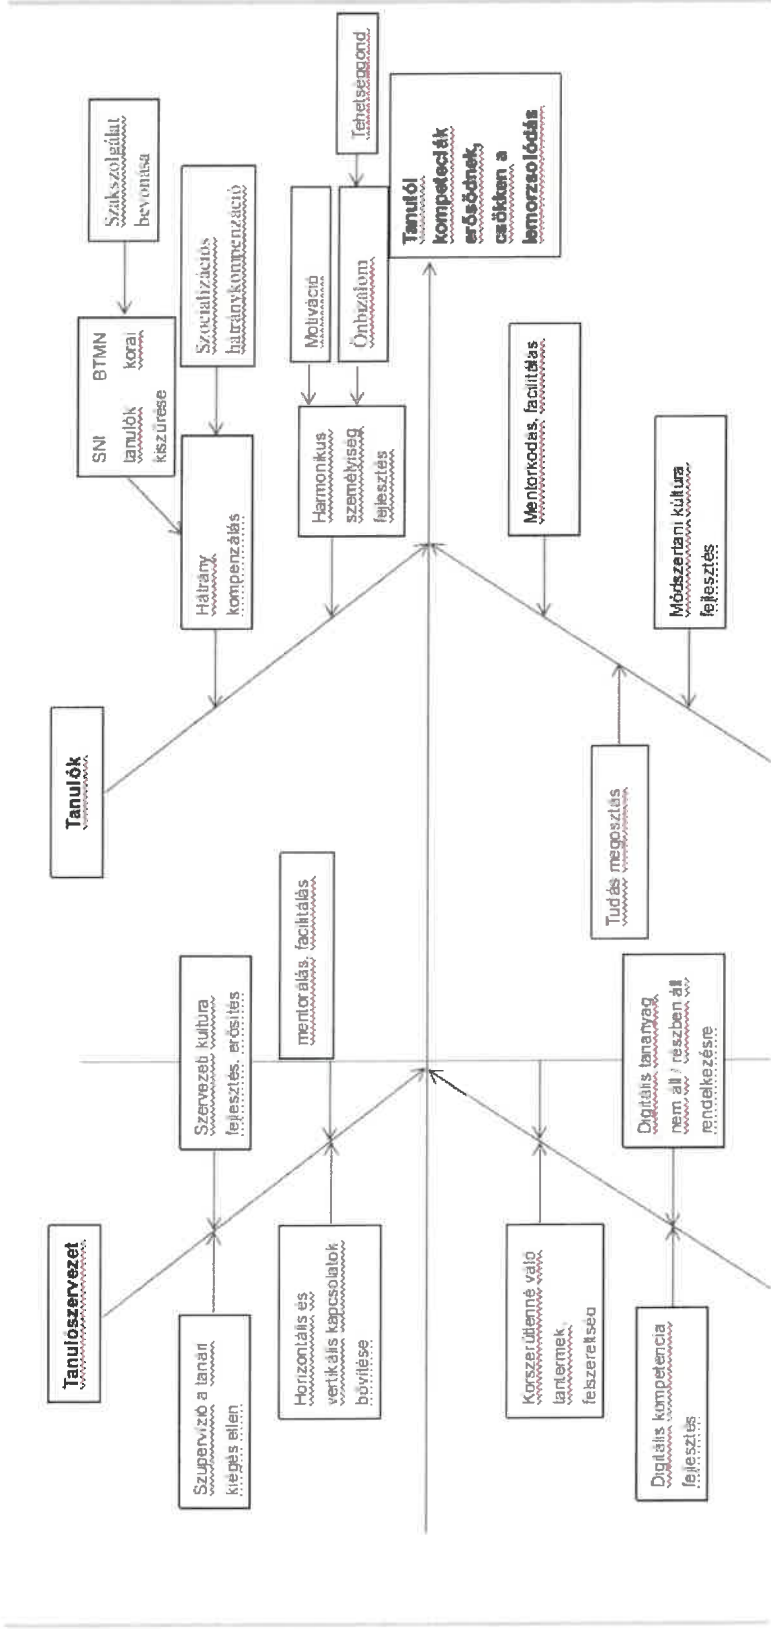 Tanulószervezet
Szupervízió a tanári
kiégés ellen
Szervezeti kultúra
fejlesztés, erősítés
Horizontális és
vertikális kapcsolatok
bővítése
mentorálás, facilitálás
Korszerűtlenné váló
tantermek,
felszereltség
Digitális kompetencia
fejlesztés
Digitális tananyag
nem áll / részben áll
rendelkezésre
Tanulók
Hátrány
kompenzálás
SNI BTMN
tanulók korai
kiszűrése
Szakszolgálat
bevonása
Szocializációs
hátránykompenzáció
Harmonikus
személyiség
fejlesztés
Motiváció
Önbizalom
Tehetséggond
Tanulói
kompeteciák
erősödnek,
csökken a
lemorzsolódás
Mentorkodás, facilitálás
Tudás megosztás
Módszertani kultúra
fejlesztés